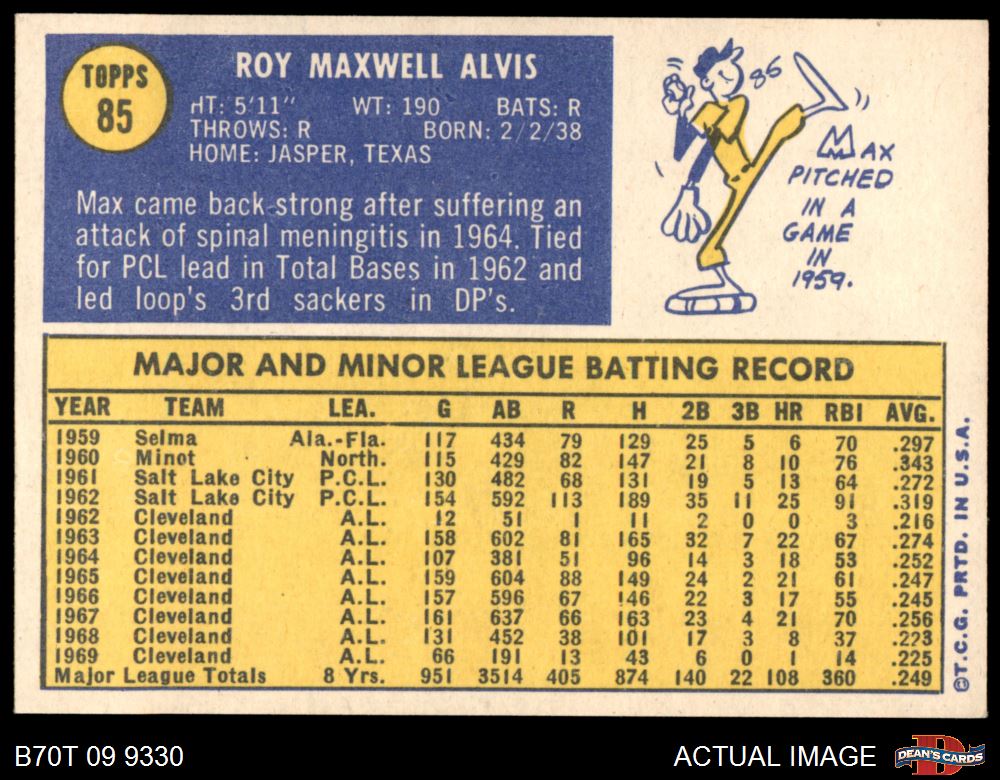 TOPPS
85
ROY MAXWELL ALVIS
HT: 5'11" WT: 190 BATS: R
THROWS: R BORN: 2/2/38
HOME: JASPER, TEXAS
Max came back strong after suffering an
attack of spinal meningitis in 1964. Tied
for PCL lead in Total Bases in 1962 and
led loop's 3rd sackers in DP's.
85
MAX
PITCHED
IN A
GAME
IN
1959.
MAJOR AND MINOR LEAGUE BATTING RECORD
YEAR TEAM LEA. G AB R H 2B 3B HR RBI AVG.
1959 Selma Ala.-Fla. 117 434 79 129 25 5 6 70 .297
1960 Minot North. 115 429 82 147 21 8 10 76 .343
1961 Salt Lake City P.C.L. 130 482 68 131 19 5 13 64 .272
1962 Salt Lake City P.C.L. 154 592 113 189 35 11 25 91 .319
1962 Cleveland A.L. 12 51 1 11 2 0 0 3 .216
1963 Cleveland A.L. 158 602 81 165 32 7 22 67 .274
1964 Cleveland A.L. 107 381 51 96 14 3 18 53 .252
1965 Cleveland A.L. 159 604 88 149 24 2 21 61 .247
1966 Cleveland A.L. 157 596 67 146 22 3 17 55 .245
1967 Cleveland A.L. 161 637 66 163 23 4 21 70 .256
1968 Cleveland A.L. 131 452 38 101 17 3 8 37 .223
1969 Cleveland A.L. 66 191 13 43 6 0 1 14 .225
Major League Totals 8 Yrs. 951 3514 405 874 140 22 108 360 .249
©T.C.G. PRTD. IN U.S.A.
B70T 09 9330
ACTUAL IMAGE
DEAN'S CARDS